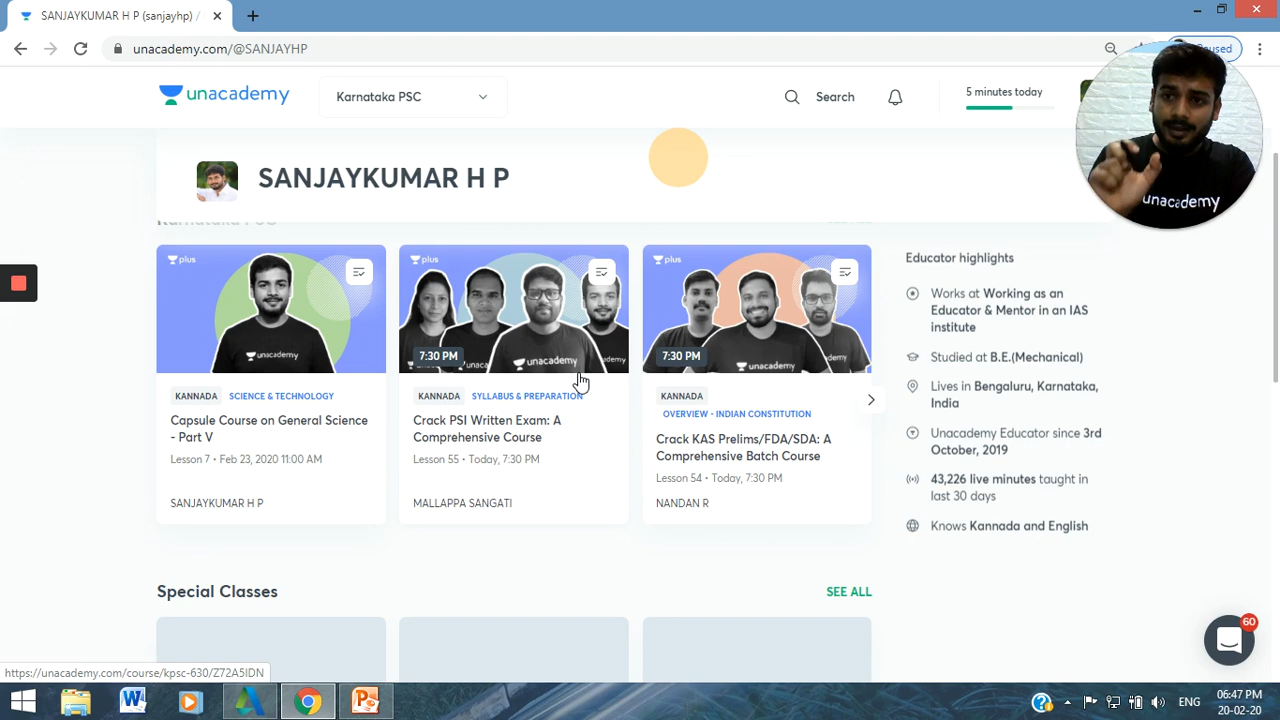 SANJAYKUMAR H P (sanjayhp) /
unacademy.com/@SANJAYHP
unacademy
Karnataka PSC
Search
5 minutes today
unacademy
SANJAYKUMAR H P
plus
plus
plus
unacademy
7:30 PM
unacademy
7:30 PM
unacademy
KANNADA SCIENCE & TECHNOLOGY
Capsule Course on General Science
- Part V
Lesson 7 • Feb 23, 2020 11:00 AM
SANJAYKUMAR H P
KANNADA SYLLABUS & PREPARATION
Crack PSI Written Exam: A
Comprehensive Course
Lesson 55 • Today, 7:30 PM
MALLAPPA SANGATI
KANNADA
OVERVIEW - INDIAN CONSTITUTION
Crack KAS Prelims/FDA/SDA: A
Comprehensive Batch Course
Lesson 54 • Today, 7:30 PM
NANDAN R
Educator highlights
Works at Working as an
Educator & Mentor in an IAS
institute
Studied at B.E.(Mechanical)
Lives in Bengaluru, Karnataka,
India
Unacademy Educator since 3rd
October, 2019
43,226 live minutes taught in
last 30 days
Knows Kannada and English
Special Classes
SEE ALL
60
https://unacademy.com/course/kpsc-630/Z72A5IDN
ENG
06:47 PM
20-02-20